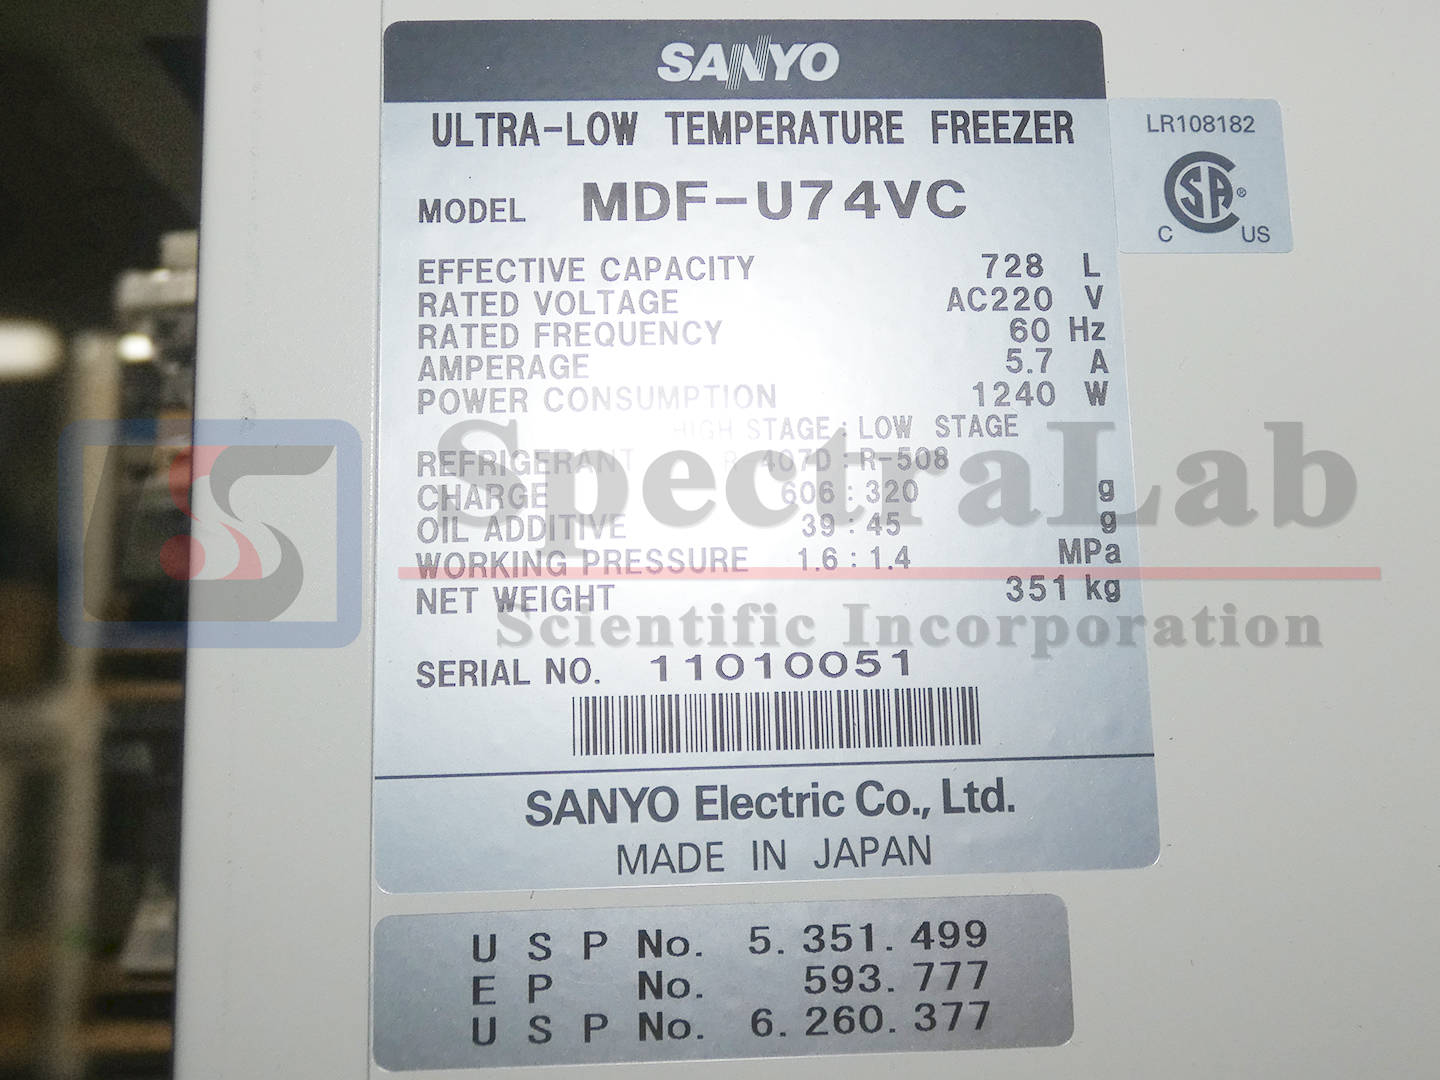 SANYO
ULTRA-LOW TEMPERATURE FREEZER
LR108182
MODEL MDF-U74VC
C US
EFFECTIVE CAPACITY 728 L
RATED VOLTAGE AC220 V
RATED FREQUENCY 60 Hz
AMPERAGE 5.7 A
POWER CONSUMPTION 1240 W
HIGH STAGE : LOW STAGE
REFRIGERANT R-407D : R-508
CHARGE 606 : 320 g
OIL ADDITIVE 39 : 45 g
WORKING PRESSURE 1.6 : 1.4 MPa
NET WEIGHT 351 kg
SpectraLab
Scientific Incorporation
SERIAL NO. 11010051
SANYO Electric Co., Ltd.
MADE IN JAPAN
U S P No. 5. 351. 499
E P No. 593. 777
U S P No. 6. 260. 377